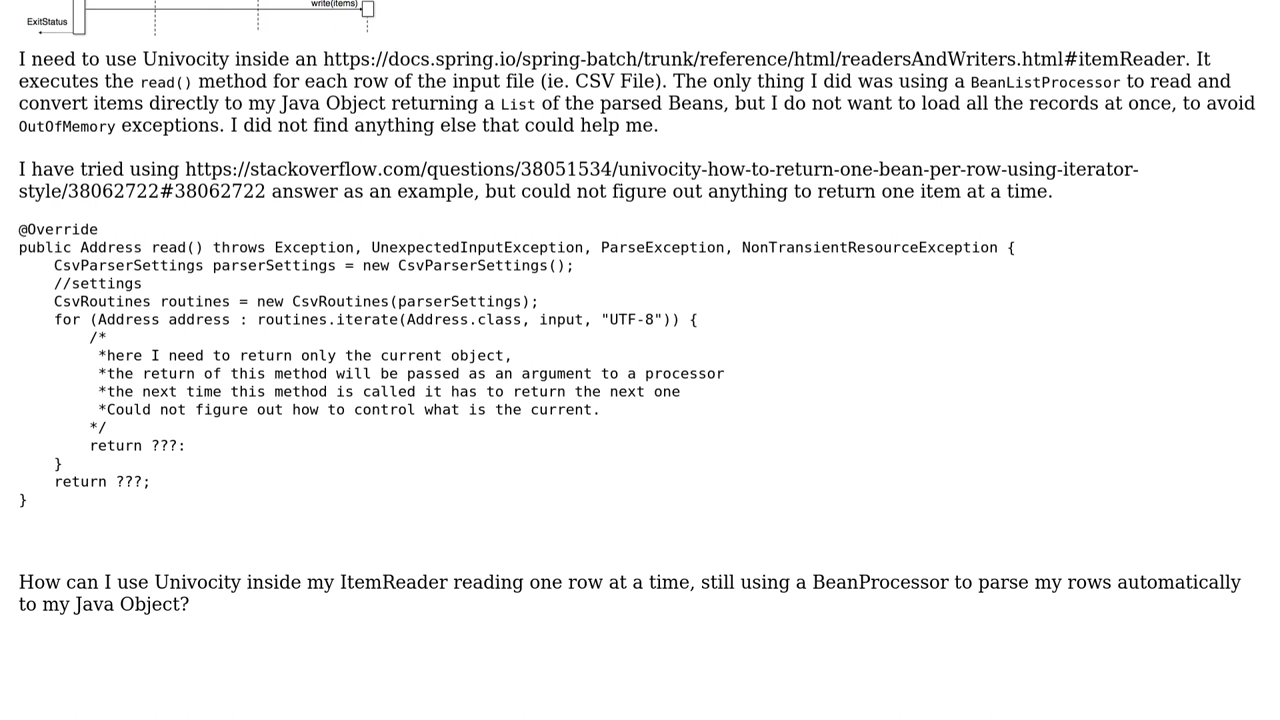 write(items)
ExitStatus
I need to use Univocity inside an https://docs.spring.io/spring-batch/trunk/reference/html/readersAndWriters.html#itemReader. It
executes the read() method for each row of the input file (ie. CSV File). The only thing I did was using a BeanListProcessor to read and
convert items directly to my Java Object returning a List of the parsed Beans, but I do not want to load all the records at once, to avoid
OutOfMemory exceptions. I did not find anything else that could help me.
I have tried using https://stackoverflow.com/questions/38051534/univocity-how-to-return-one-bean-per-row-using-iterator-
style/38062722#38062722 answer as an example, but could not figure out anything to return one item at a time.
@Override
public Address read() throws Exception, UnexpectedInputException, ParseException, NonTransientResourceException {
    CsvParserSettings parserSettings = new CsvParserSettings();
    //settings
    CsvRoutines routines = new CsvRoutines(parserSettings);
    for (Address address : routines.iterate(Address.class, input, "UTF-8")) {
        /*
         *here I need to return only the current object,
         *the return of this method will be passed as an argument to a processor
         *the next time this method is called it has to return the next one
         *Could not figure out how to control what is the current.
        */
        return ???:
    }
    return ???;
}
How can I use Univocity inside my ItemReader reading one row at a time, still using a BeanProcessor to parse my rows automatically
to my Java Object?